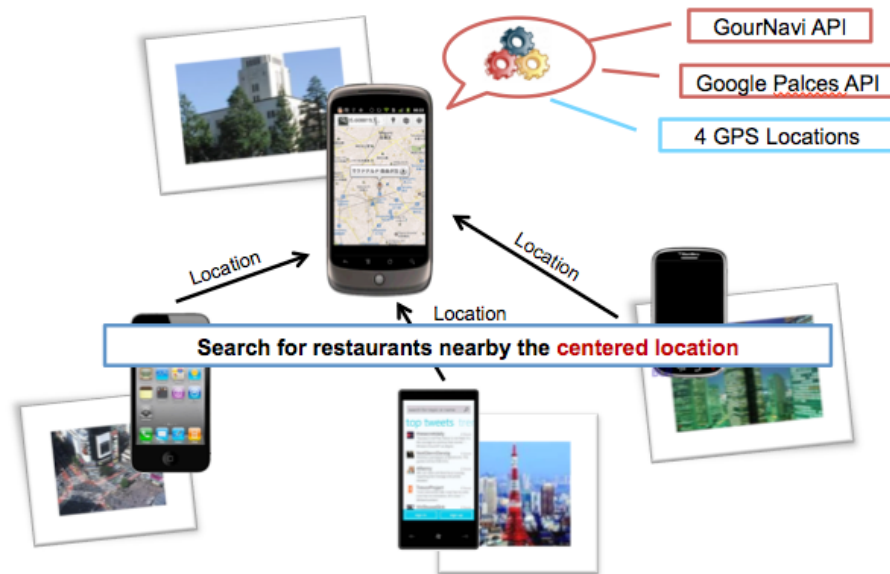 GourNavi API
Google Palces API
4 GPS Locations
Location
Location
Location
Search for restaurants nearby the centered location
BlackBerry
top tweets